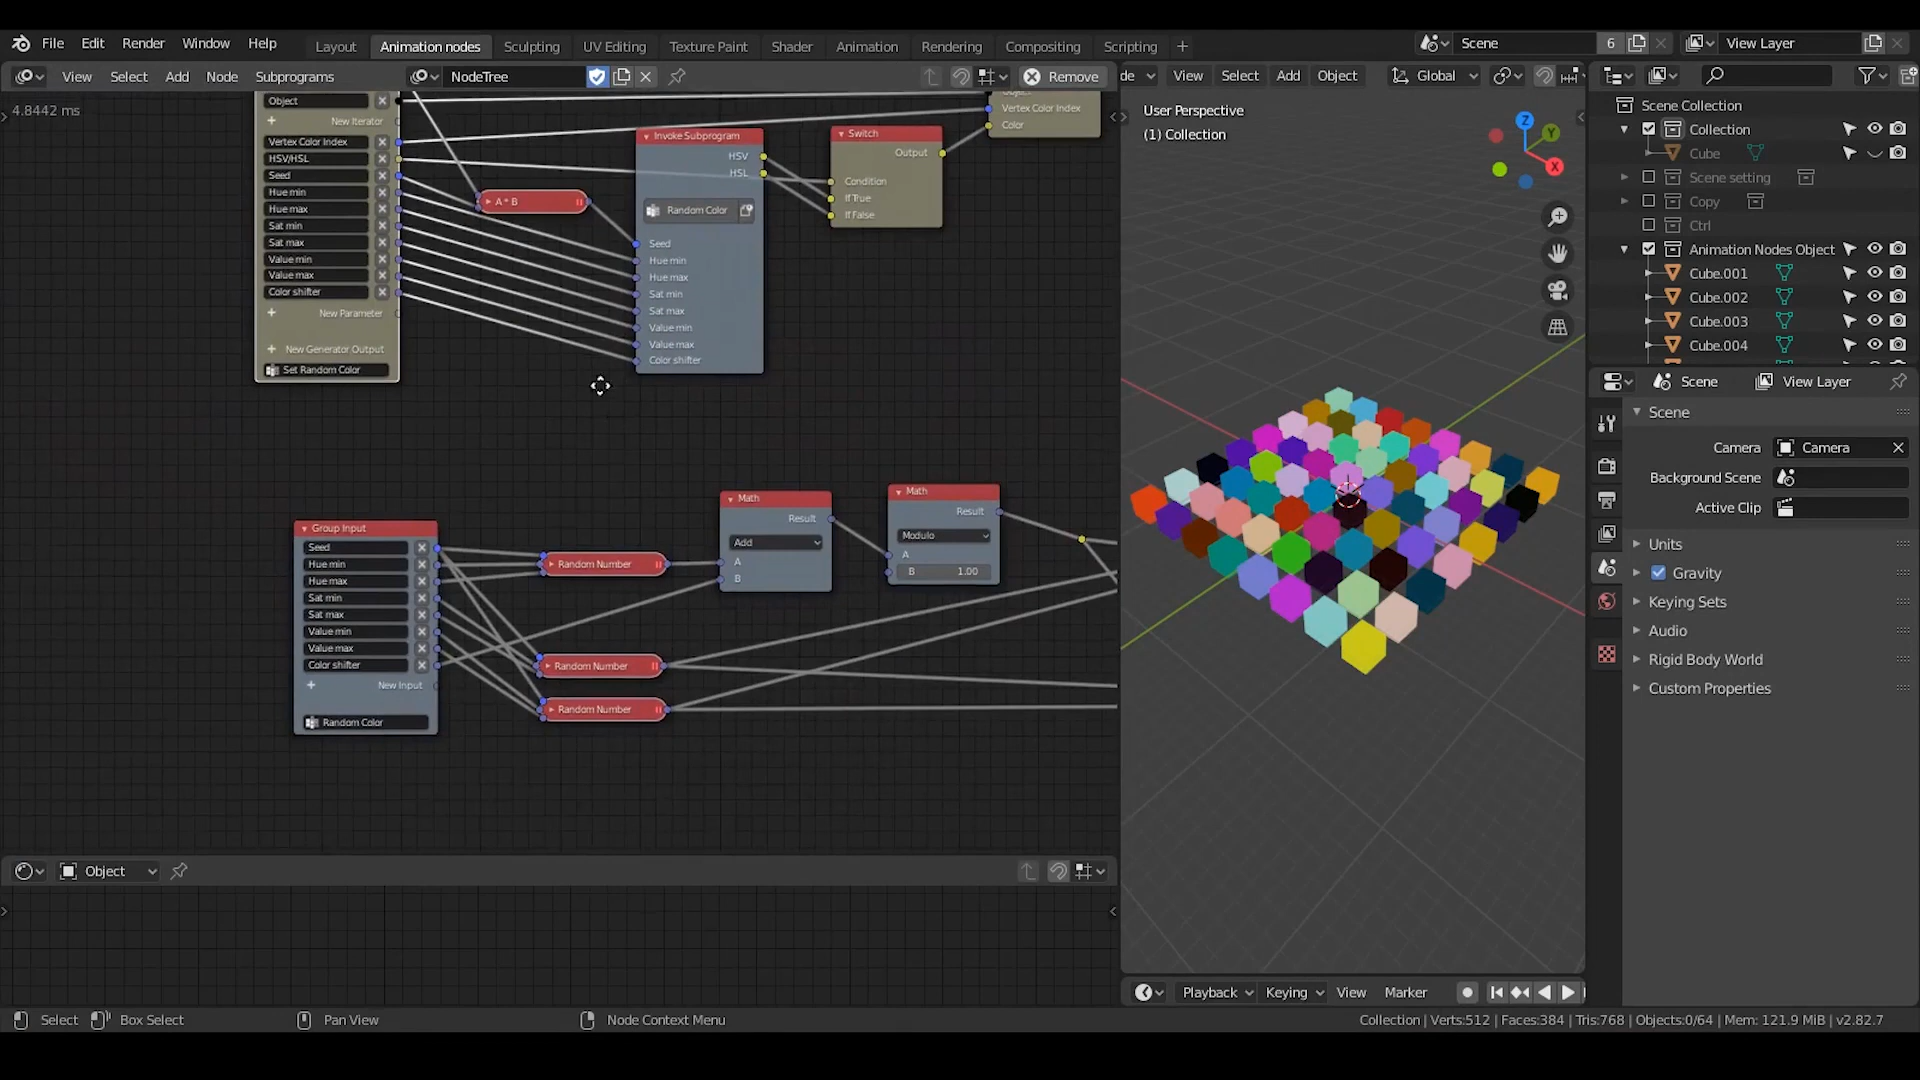 File Edit Render Window Help
Layout Animation nodes Sculpting UV Editing Texture Paint Shader Animation Rendering Compositing Scripting
Scene 6
View Layer
View Select Add Node Subprograms
NodeTree
Remove
de View Select Add Object Global
4.8442 ms
Object
New Iterator
Vertex Color Index
HSV/HSL
Seed
Hue min
Hue max
Sat min
Sat max
Value min
Value max
Color shifter
New Parameter
New Generator Output
Set Random Color
A * B
Invoke Subprogram
HSV
HSL
Random Color
Seed
Hue min
Hue max
Sat min
Sat max
Value min
Value max
Color shifter
Switch
Output
Condition
If True
If False
Vertex Color Index
Color
Group Input
Seed
Hue min
Hue max
Sat min
Sat max
Value min
Value max
Color shifter
New Input
Random Color
Random Number
Random Number
Random Number
Math
Result
Add
A
B
Math
Result
Modulo
A
B 1.00
Object
User Perspective
(1) Collection
Z
Y
X
Playback Keying View Marker
Scene Collection
Collection
Cube
Scene setting
Copy
Ctrl
Animation Nodes Object
Cube.001
Cube.002
Cube.003
Cube.004
Scene View Layer
Scene
Camera Camera
Background Scene
Active Clip
Units
Gravity
Keying Sets
Audio
Rigid Body World
Custom Properties
Select Box Select Pan View Node Context Menu
Collection | Verts:512 | Faces:384 | Tris:768 | Objects:0/64 | Mem: 121.9 MiB | v2.82.7